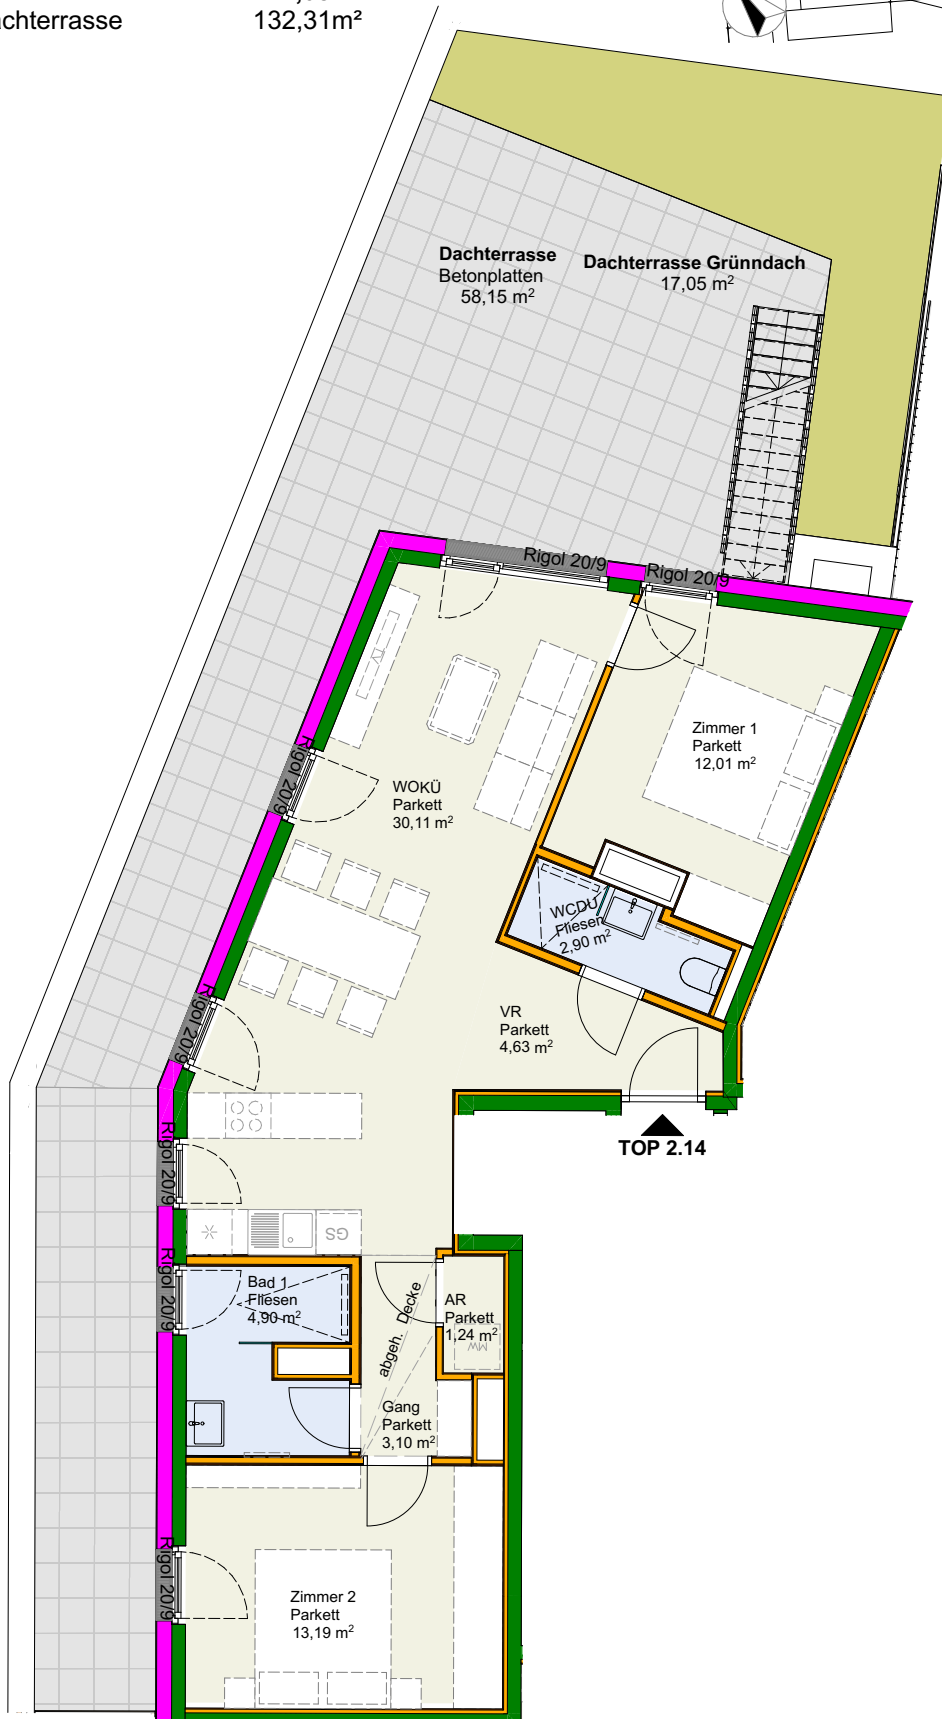 132,31m²
Dachterrasse
Betonplatten
58,15 m²
Dachterrasse Gründach
17,05 m²
Rigol 20/9
Rigol 20/9
TV
Zimmer 1
Parkett
12,01 m²
Rigol 20/9
WOKÜ
Parkett
30,11 m²
WCDU
Fliesen
2,90 m²
Rigol 20/9
VR
Parkett
4,63 m²
TOP 2.14
Rigol 20/9
GS
Rigol 20/9
Bad 1
Fliesen
4,90 m²
abgeh. Decke
AR
Parkett
1,24 m²
MW
Gang
Parkett
3,10 m²
Rigol 20/9
Zimmer 2
Parkett
13,19 m²